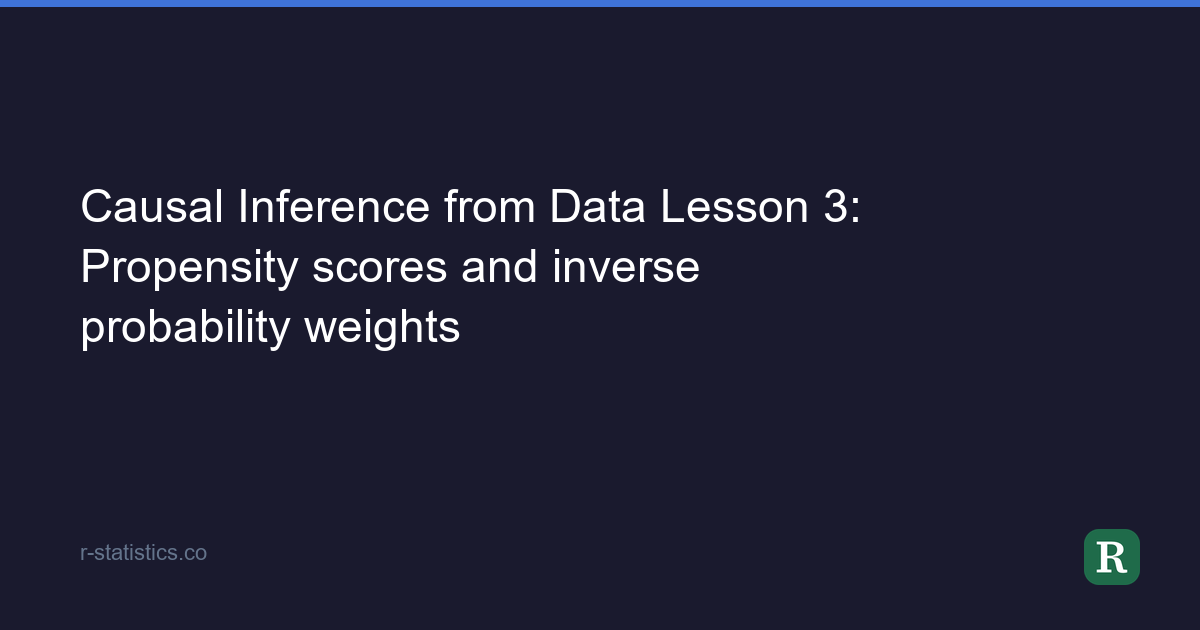 Causal Inference from Data Lesson 3:
Propensity scores and inverse
probability weights
r-statistics.co
R